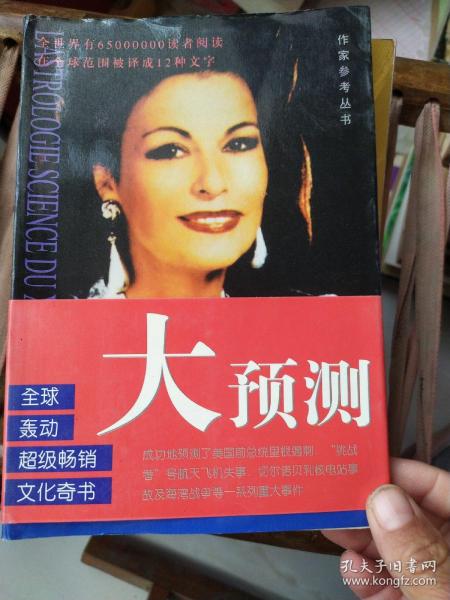 全世界有65000000读者阅读
在全球范围被译成12种文字
作家参考丛书
L'ASTROLOGIE SCIENCE DU X
大预测
全球
轰动
超级畅销
文化奇书
成功地预测了美国前总统里根遇刺 “挑战
者”号航天飞机失事 切尔诺贝利核电站事
故及海湾战争等一系列重大事件
孔夫子旧书网
kongfz.com